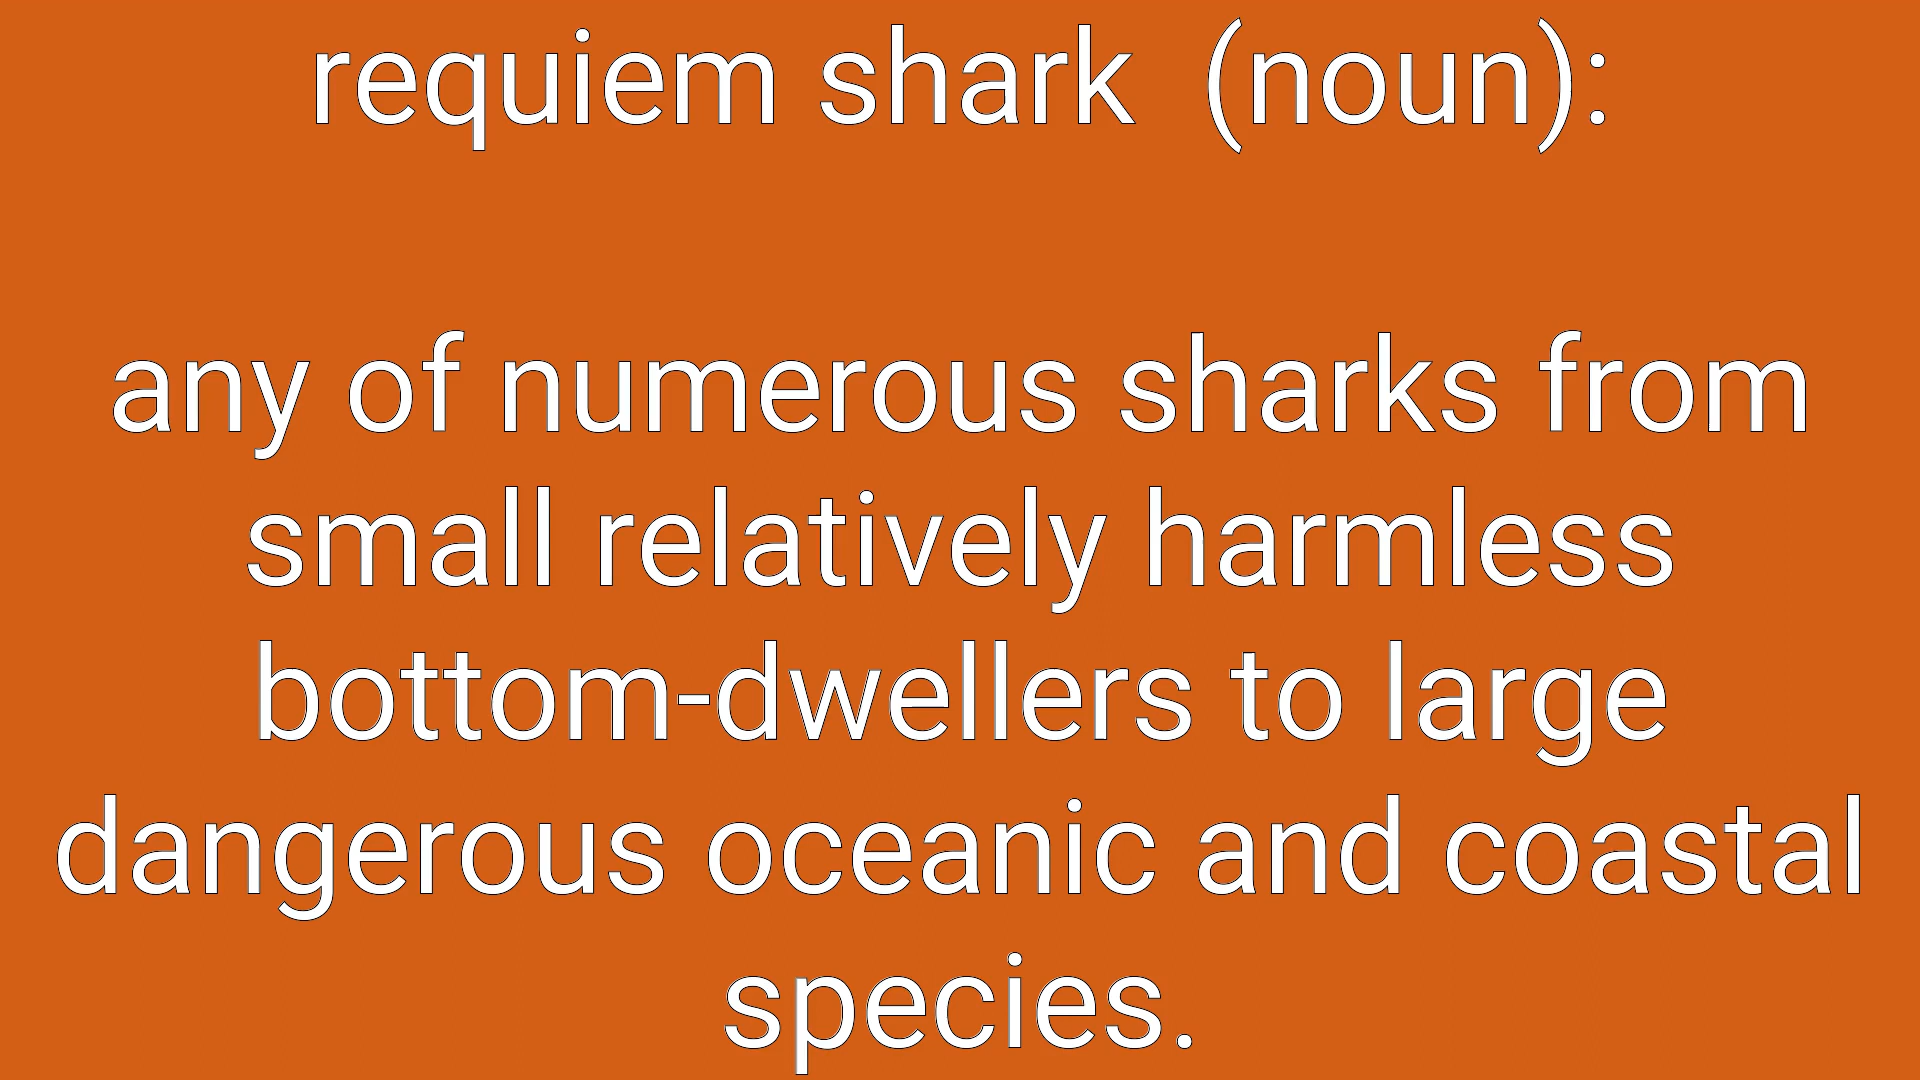 requiem shark  (noun):
any of numerous sharks from
small relatively harmless
bottom-dwellers to large
dangerous oceanic and coastal
species.